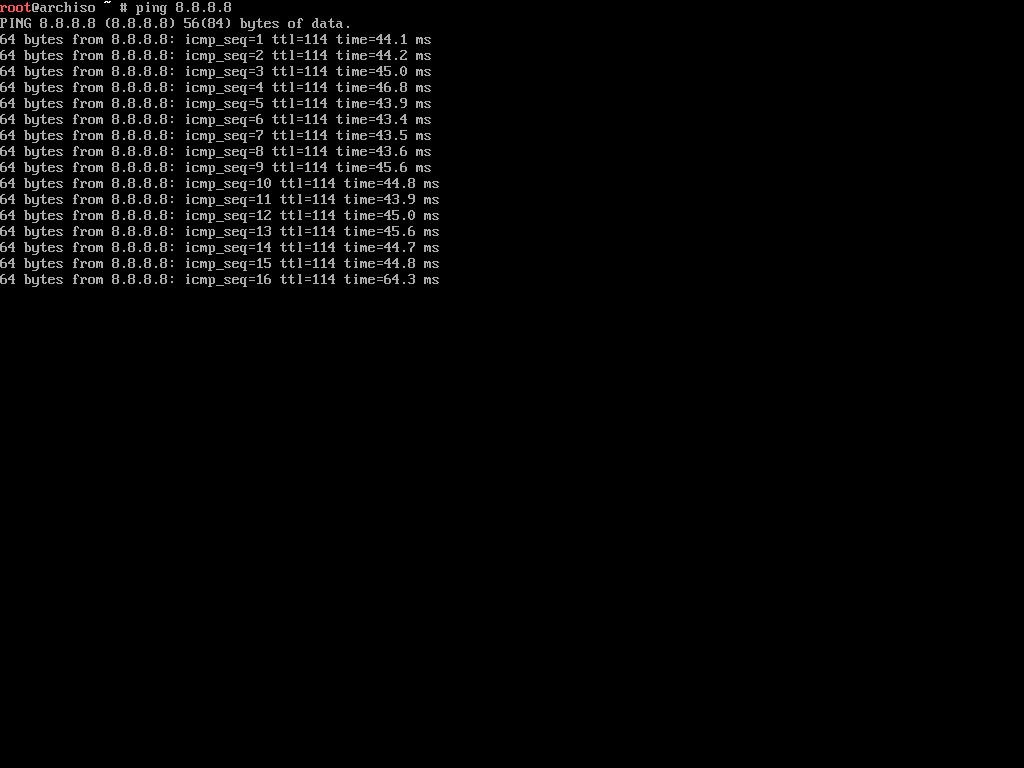 root@archiso ~ # ping 8.8.8.8
PING 8.8.8.8 (8.8.8.8) 56(84) bytes of data.
64 bytes from 8.8.8.8: icmp_seq=1 ttl=114 time=44.1 ms
64 bytes from 8.8.8.8: icmp_seq=2 ttl=114 time=44.2 ms
64 bytes from 8.8.8.8: icmp_seq=3 ttl=114 time=45.0 ms
64 bytes from 8.8.8.8: icmp_seq=4 ttl=114 time=46.8 ms
64 bytes from 8.8.8.8: icmp_seq=5 ttl=114 time=43.9 ms
64 bytes from 8.8.8.8: icmp_seq=6 ttl=114 time=43.4 ms
64 bytes from 8.8.8.8: icmp_seq=7 ttl=114 time=43.5 ms
64 bytes from 8.8.8.8: icmp_seq=8 ttl=114 time=43.6 ms
64 bytes from 8.8.8.8: icmp_seq=9 ttl=114 time=45.6 ms
64 bytes from 8.8.8.8: icmp_seq=10 ttl=114 time=44.8 ms
64 bytes from 8.8.8.8: icmp_seq=11 ttl=114 time=43.9 ms
64 bytes from 8.8.8.8: icmp_seq=12 ttl=114 time=45.0 ms
64 bytes from 8.8.8.8: icmp_seq=13 ttl=114 time=45.6 ms
64 bytes from 8.8.8.8: icmp_seq=14 ttl=114 time=44.7 ms
64 bytes from 8.8.8.8: icmp_seq=15 ttl=114 time=44.8 ms
64 bytes from 8.8.8.8: icmp_seq=16 ttl=114 time=64.3 ms